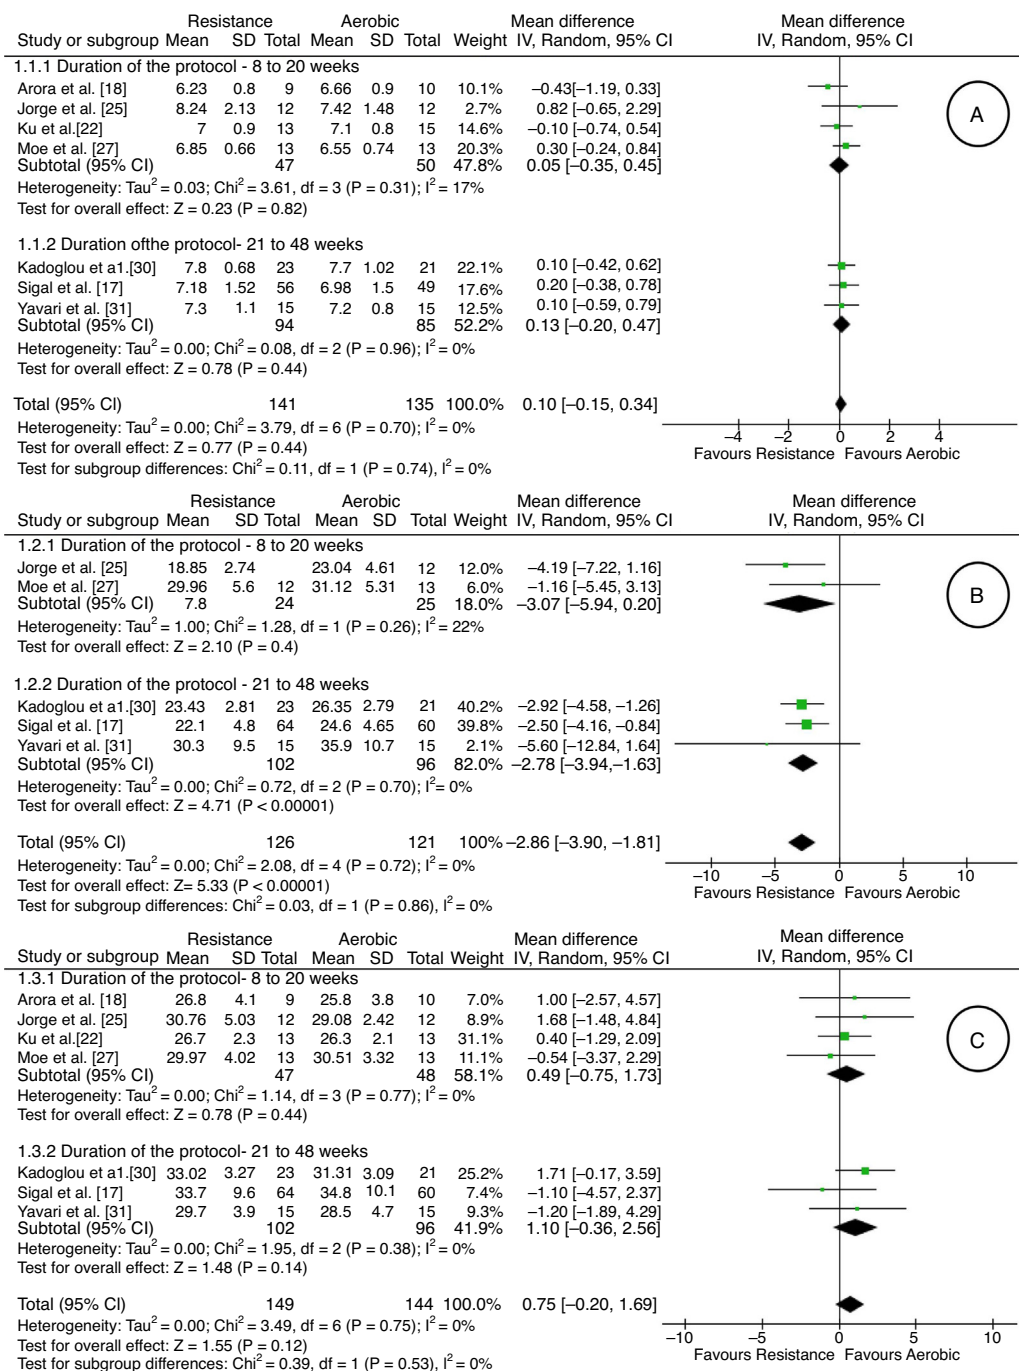 Resistance Aerobic Mean difference Mean difference
Study or subgroup Mean SD Total Mean SD Total Weight IV, Random, 95% CI IV, Random, 95% CI
1.1.1 Duration of the protocol - 8 to 20 weeks
Arora et al. [18] 6.23 0.8 9 6.66 0.9 10 10.1% –0.43[–1.19, 0.33]
Jorge et al. [25] 8.24 2.13 12 7.42 1.48 12 2.7% 0.82 [–0.65, 2.29]
A
Ku et al.[22] 7 0.9 13 7.1 0.8 15 14.6% –0.10 [–0.74, 0.54]
Moe et al. [27] 6.85 0.66 13 6.55 0.74 13 20.3% 0.30 [–0.24, 0.84]
Subtotal (95% CI) 47 50 47.8% 0.05 [–0.35, 0.45]
Heterogeneity: Tau² = 0.03; Chi² = 3.61, df = 3 (P = 0.31); I² = 17%
Test for overall effect: Z = 0.23 (P = 0.82)
1.1.2 Duration ofthe protocol- 21 to 48 weeks
Kadoglou et a1.[30] 7.8 0.68 23 7.7 1.02 21 22.1% 0.10 [–0.42, 0.62]
Sigal et al. [17] 7.18 1.52 56 6.98 1.5 49 17.6% 0.20 [–0.38, 0.78]
Yavari et al. [31] 7.3 1.1 15 7.2 0.8 15 12.5% 0.10 [–0.59, 0.79]
Subtotal (95% CI) 94 85 52.2% 0.13 [–0.20, 0.47]
Heterogeneity: Tau² = 0.00; Chi² = 0.08, df = 2 (P = 0.96); I² = 0%
Test for overall effect: Z = 0.78 (P = 0.44)
Total (95% CI) 141 135 100.0% 0.10 [–0.15, 0.34]
Heterogeneity: Tau² = 0.00; Chi² = 3.79, df = 6 (P = 0.70); I² = 0%
–4 –2 0 2 4
Test for overall effect: Z = 0.77 (P = 0.44)
Favours Resistance Favours Aerobic
Test for subgroup differences: Chi² = 0.11, df = 1 (P = 0.74), I² = 0%
Resistance Aerobic Mean difference Mean difference
Study or subgroup Mean SD Total Mean SD Total Weight IV, Random, 95% CI IV, Random, 95% CI
1.2.1 Duration of the protocol - 8 to 20 weeks
Jorge et al. [25] 18.85 2.74 23.04 4.61 12 12.0% –4.19 [–7.22, 1.16]
Moe et al. [27] 29.96 5.6 12 31.12 5.31 13 6.0% –1.16 [–5.45, 3.13]
B
Subtotal (95% CI) 7.8 24 25 18.0% –3.07 [–5.94, 0.20]
Heterogeneity: Tau² = 1.00; Chi² = 1.28, df = 1 (P = 0.26); I² = 22%
Test for overall effect: Z = 2.10 (P = 0.4)
1.2.2 Duration of the protocol - 21 to 48 weeks
Kadoglou et a1.[30] 23.43 2.81 23 26.35 2.79 21 40.2% –2.92 [–4.58, –1.26]
Sigal et al. [17] 22.1 4.8 64 24.6 4.65 60 39.8% –2.50 [–4.16, –0.84]
Yavari et al. [31] 30.3 9.5 15 35.9 10.7 15 2.1% –5.60 [–12.84, 1.64]
Subtotal (95% CI) 102 96 82.0% –2.78 [–3.94,–1.63]
Heterogeneity: Tau² = 0.00; Chi² = 0.72, df = 2 (P = 0.70); I²= 0%
Test for overall effect: Z = 4.71 (P < 0.00001)
Total (95% CI) 126 121 100% –2.86 [–3.90, –1.81]
Heterogeneity: Tau² = 0.00; Chi² = 2.08, df = 4 (P = 0.72); I² = 0%
–10 –5 0 5 10
Test for overall effect: Z= 5.33 (P < 0.00001)
Favours Resistance Favours Aerobic
Test for subgroup differences: Chi² = 0.03, df = 1 (P = 0.86), I² = 0%
Resistance Aerobic Mean difference Mean difference
Study or subgroup Mean SD Total Mean SD Total Weight IV, Random, 95% CI IV, Random, 95% CI
1.3.1 Duration of the protocol- 8 to 20 weeks
Arora et al. [18] 26.8 4.1 9 25.8 3.8 10 7.0% 1.00 [–2.57, 4.57]
Jorge et al. [25] 30.76 5.03 12 29.08 2.42 12 8.9% 1.68 [–1.48, 4.84]
Ku et al.[22] 26.7 2.3 13 26.3 2.1 13 31.1% 0.40 [–1.29, 2.09]
C
Moe et al. [27] 29.97 4.02 13 30.51 3.32 13 11.1% –0.54 [–3.37, 2.29]
Subtotal (95% CI) 47 48 58.1% 0.49 [–0.75, 1.73]
Heterogeneity: Tau² = 0.00; Chi² = 1.14, df = 3 (P = 0.77); I² = 0%
Test for overall effect: Z = 0.78 (P = 0.44)
1.3.2 Duration of the protocol- 21 to 48 weeks
Kadoglou et a1.[30] 33.02 3.27 23 31.31 3.09 21 25.2% 1.71 [–0.17, 3.59]
Sigal et al. [17] 33.7 9.6 64 34.8 10.1 60 7.4% –1.10 [–4.57, 2.37]
Yavari et al. [31] 29.7 3.9 15 28.5 4.7 15 9.3% –1.20 [–1.89, 4.29]
Subtotal (95% CI) 102 96 41.9% 1.10 [–0.36, 2.56]
Heterogeneity: Tau² = 0.00; Chi² = 1.95, df = 2 (P = 0.38); I² = 0%
Test for overall effect: Z = 1.48 (P = 0.14)
Total (95% CI) 149 144 100.0% 0.75 [–0.20, 1.69]
Heterogeneity: Tau² = 0.00; Chi² = 3.49, df = 6 (P = 0.75); I² = 0%
–10 –5 0 5 10
Test for overall effect: Z = 1.55 (P = 0.12)
Favours Resistance Favours Aerobic
Test for subgroup differences: Chi² = 0.39, df = 1 (P = 0.53), I² = 0%